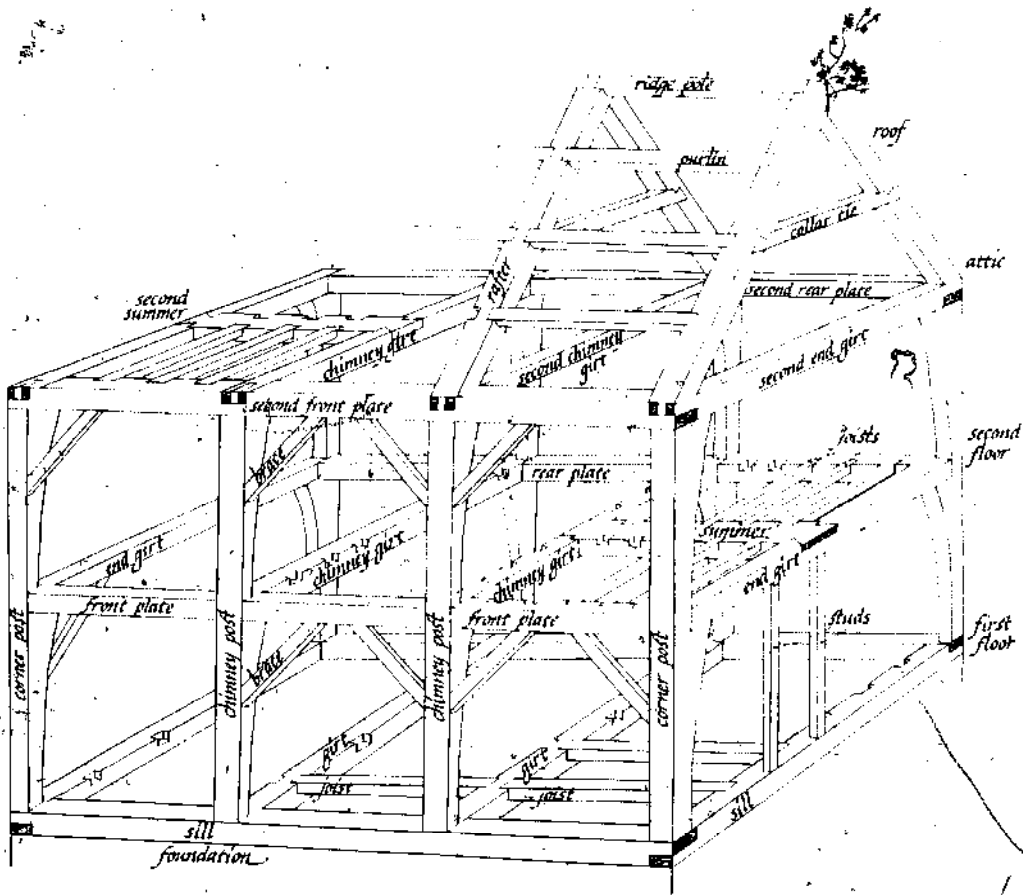 ridge pole
roof
purlin
collar tie
attic
second
summer
rafter
second rear plate
chimney girt
second chimney
girt
second end girt
second front plate
joists
second
floor
brace
rear plate
summer
end girt
chimney girt
chimney girt
end girt
front plate
front plate
studs
first
floor
corner post
chimney post
brace
chimney post
corner post
girt
girt
joist
joist
sill
sill
foundation